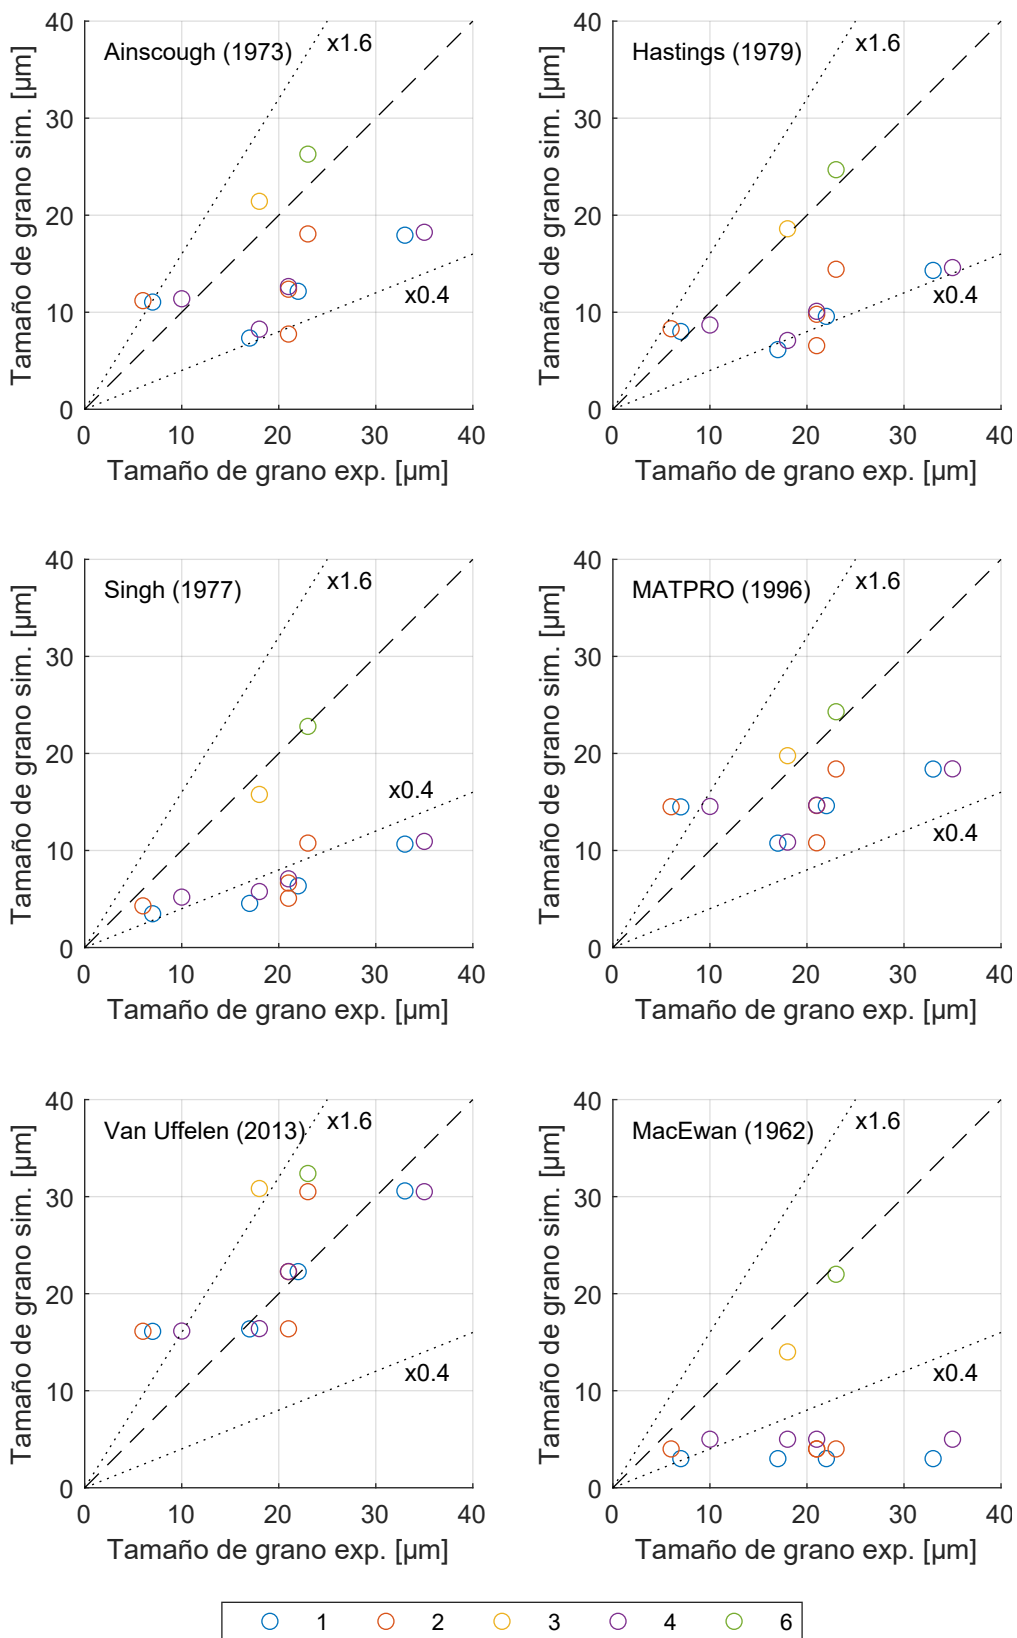 40
30
20
10
0
Tamaño de grano sim. [µm]
Ainscough (1973)
x1.6
x0.4
0 10 20 30 40
Tamaño de grano exp. [µm]
40
30
20
10
0
Tamaño de grano sim. [µm]
Hastings (1979)
x1.6
x0.4
0 10 20 30 40
Tamaño de grano exp. [µm]
40
30
20
10
0
Tamaño de grano sim. [µm]
Singh (1977)
x1.6
x0.4
0 10 20 30 40
Tamaño de grano exp. [µm]
40
30
20
10
0
Tamaño de grano sim. [µm]
MATPRO (1996)
x1.6
x0.4
0 10 20 30 40
Tamaño de grano exp. [µm]
40
30
20
10
0
Tamaño de grano sim. [µm]
Van Uffelen (2013)
x1.6
x0.4
0 10 20 30 40
Tamaño de grano exp. [µm]
40
30
20
10
0
Tamaño de grano sim. [µm]
MacEwan (1962)
x1.6
x0.4
0 10 20 30 40
Tamaño de grano exp. [µm]
1 2 3 4 6